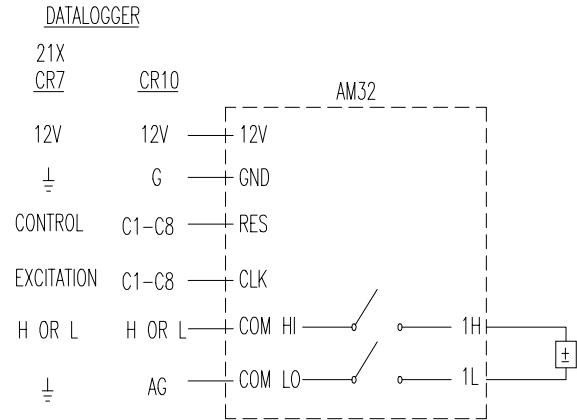 DATALOGGER
21X
CR7 CR10 AM32
12V 12V 12V
G GND
CONTROL C1-C8 RES
EXCITATION C1-C8 CLK
H OR L H OR L COM HI 1H
±
AG COM LO 1L